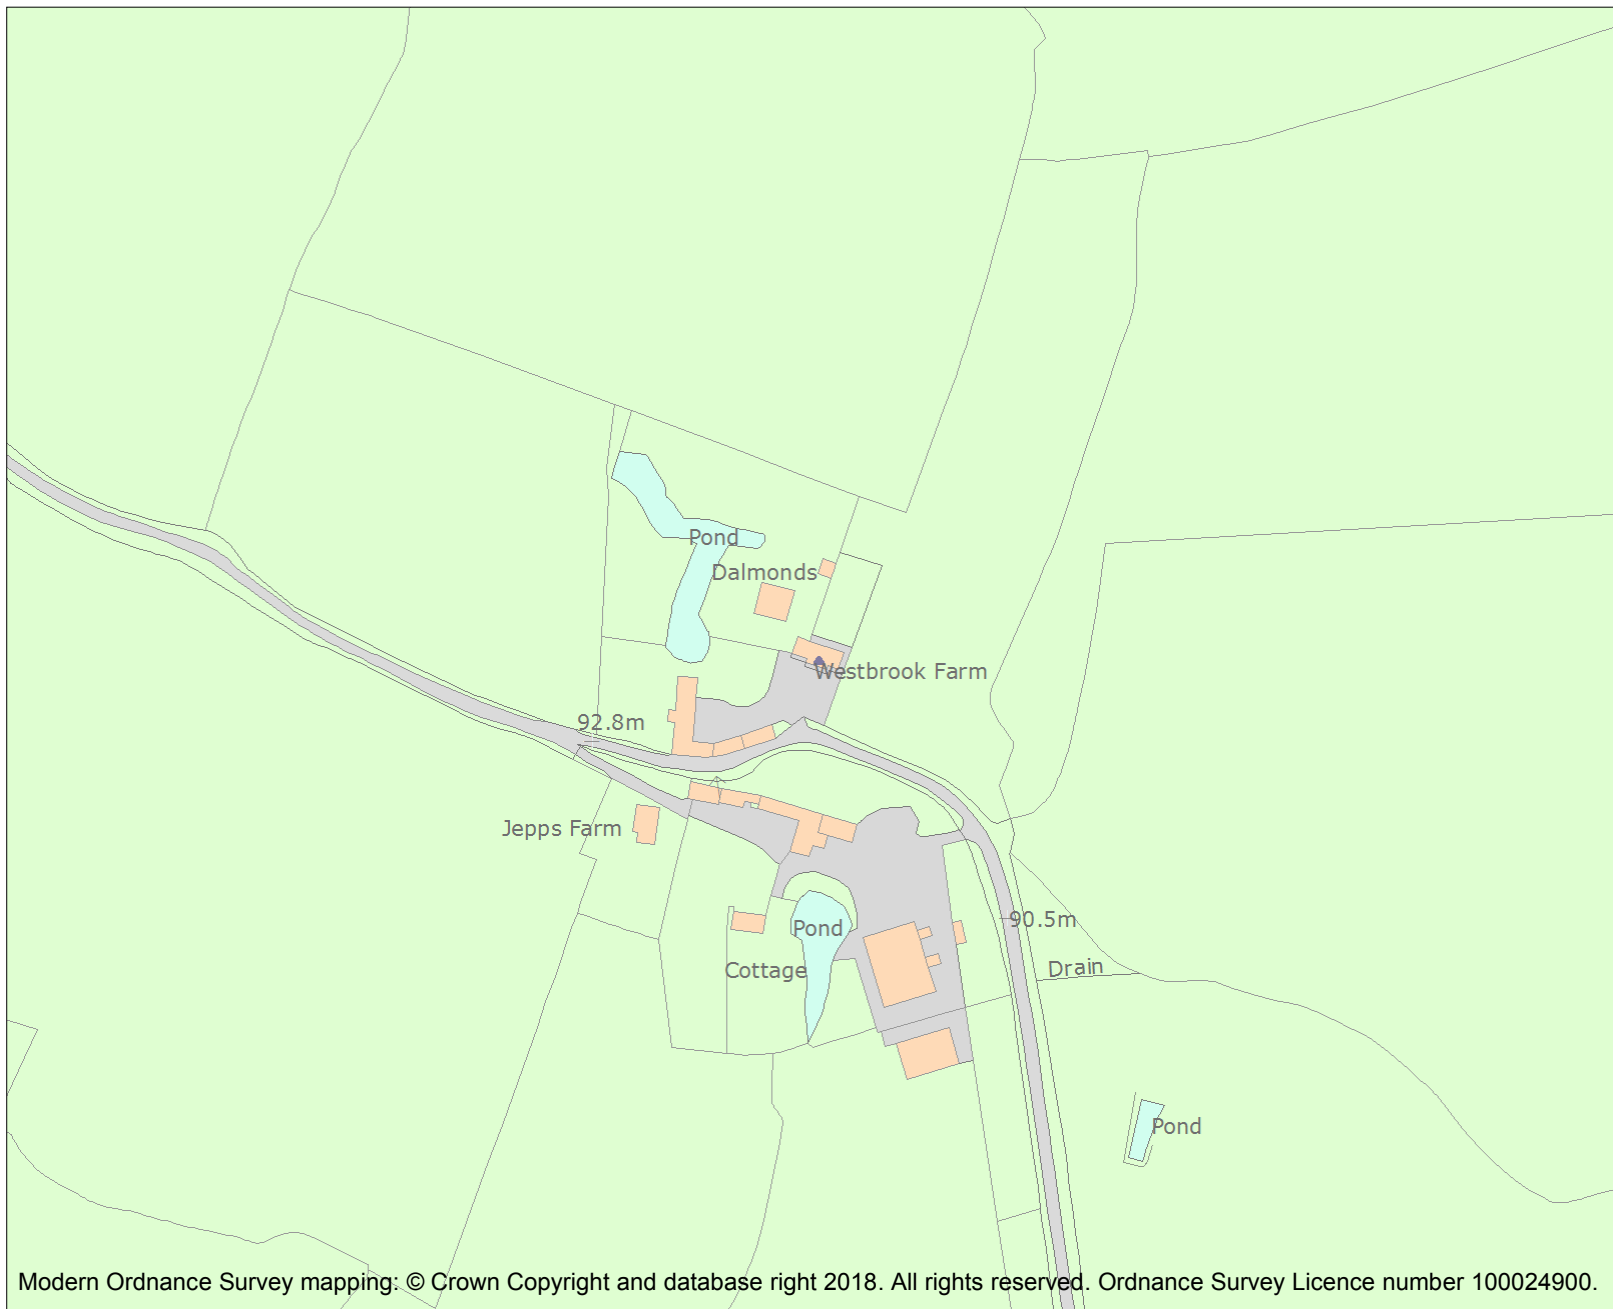 Pond
Dalmonds
Westbrook Farm
92.8m
Jepps Farm
90.5m
Pond
Drain
Cottage
Pond
Modern Ordnance Survey mapping: © Crown Copyright and database right 2018. All rights reserved. Ordnance Survey Licence number 100024900.